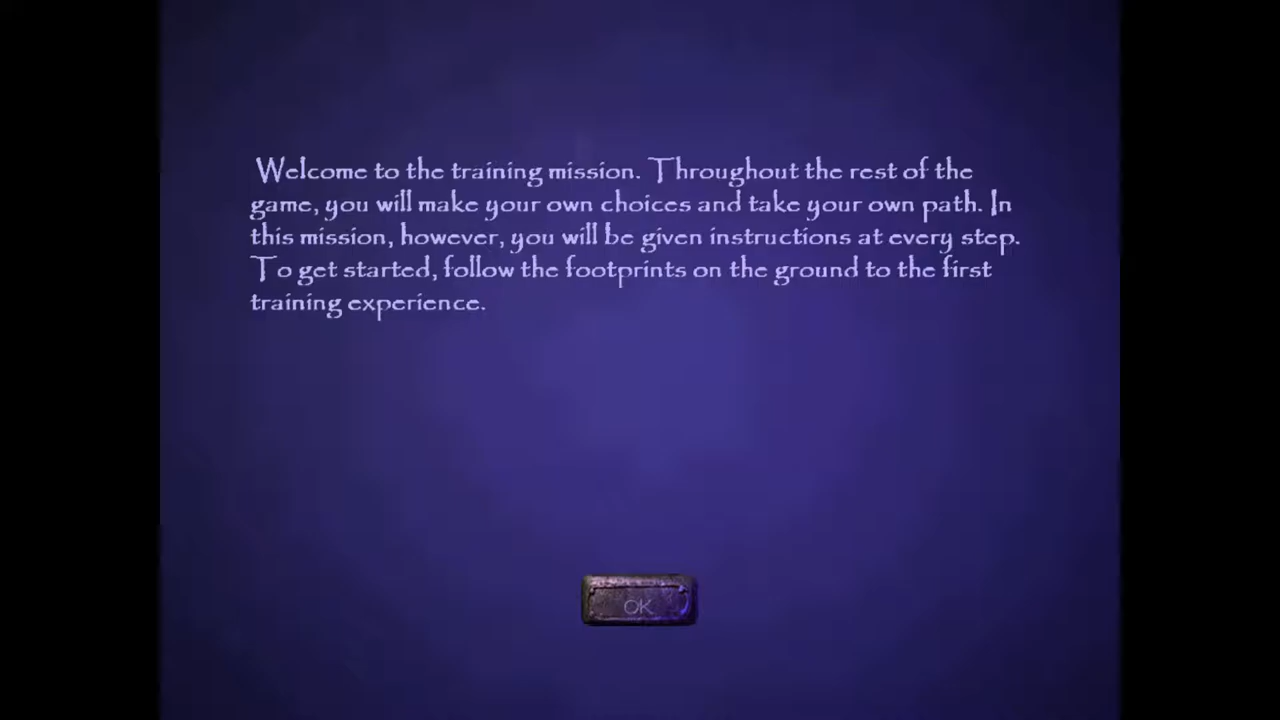 Welcome to the training mission. Throughout the rest of the
game, you will make your own choices and take your own path. In
this mission, however, you will be given instructions at every step.
To get started, follow the footprints on the ground to the first
training experience.
OK